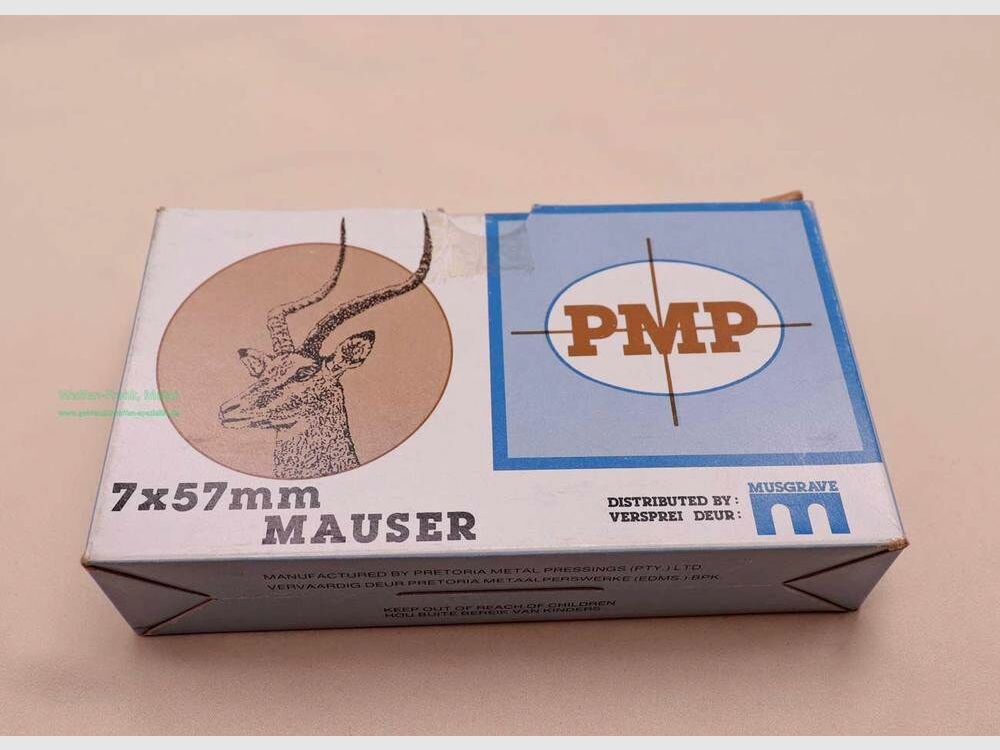 PMP
7x57mm
MAUSER
DISTRIBUTED BY:
VERSPREI DEUR:
MUSGRAVE
MANUFACTURED BY PRETORIA METAL PRESSINGS (PTY.) LTD
VERVAARDIG DEUR PRETORIA METAALPERSWERKE (EDMS.) BPK
KEEP OUT OF REACH OF CHILDREN
HOU BUITE BEREIK VAN KINDERS